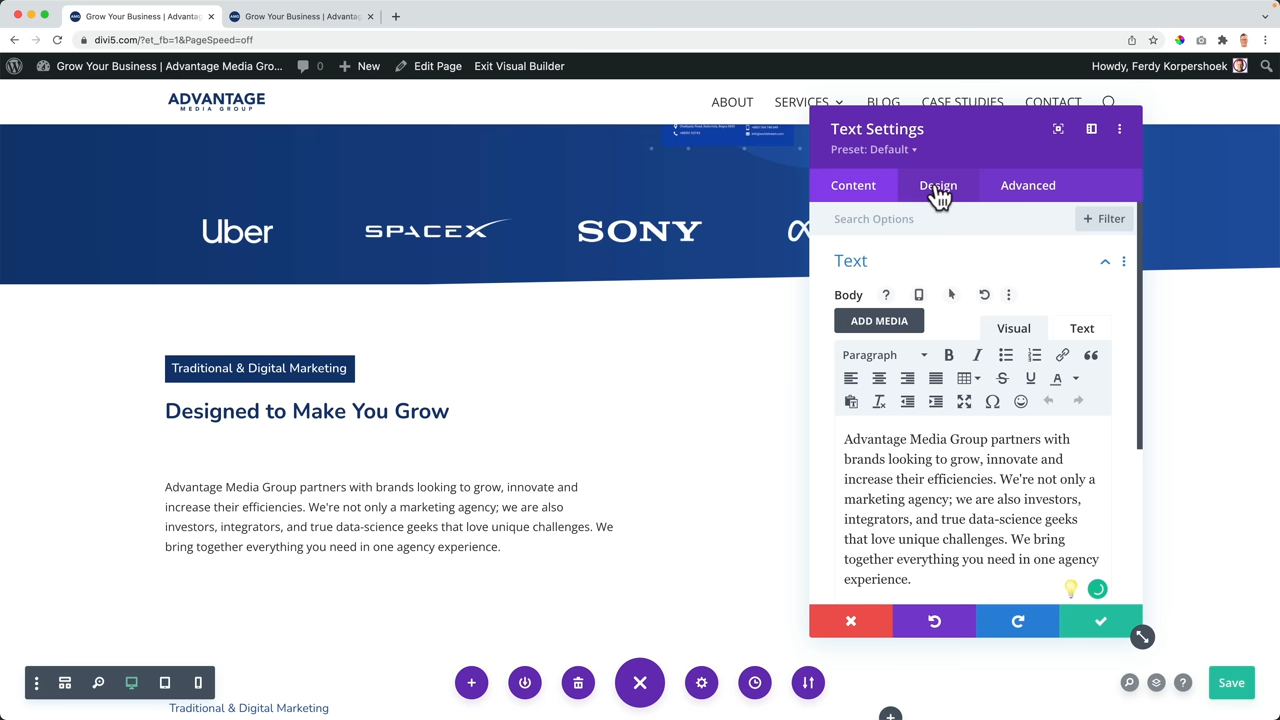 Grow Your Business | Advantag
Grow Your Business | Advantag
divi5.com/?et_fb=1&PageSpeed=off
Grow Your Business | Advantage Media Gro...
0
New
Edit Page
Exit Visual Builder
Howdy, Ferdy Korpershoek
ADVANTAGE
MEDIA GROUP
ABOUT
SERVICES
BLOG
CASE STUDIES
CONTACT
Uber
SPACEX
SONY
Traditional & Digital Marketing
Designed to Make You Grow
Advantage Media Group partners with brands looking to grow, innovate and
increase their efficiencies. We're not only a marketing agency; we are also
investors, integrators, and true data-science geeks that love unique challenges. We
bring together everything you need in one agency experience.
Traditional & Digital Marketing
Text Settings
Preset: Default
Content
Design
Advanced
Search Options
+ Filter
Text
Body
?
ADD MEDIA
Visual
Text
Paragraph
B
I
Advantage Media Group partners with
brands looking to grow, innovate and
increase their efficiencies. We're not only a
marketing agency; we are also investors,
integrators, and true data-science geeks
that love unique challenges. We bring
together everything you need in one agency
experience.
Save